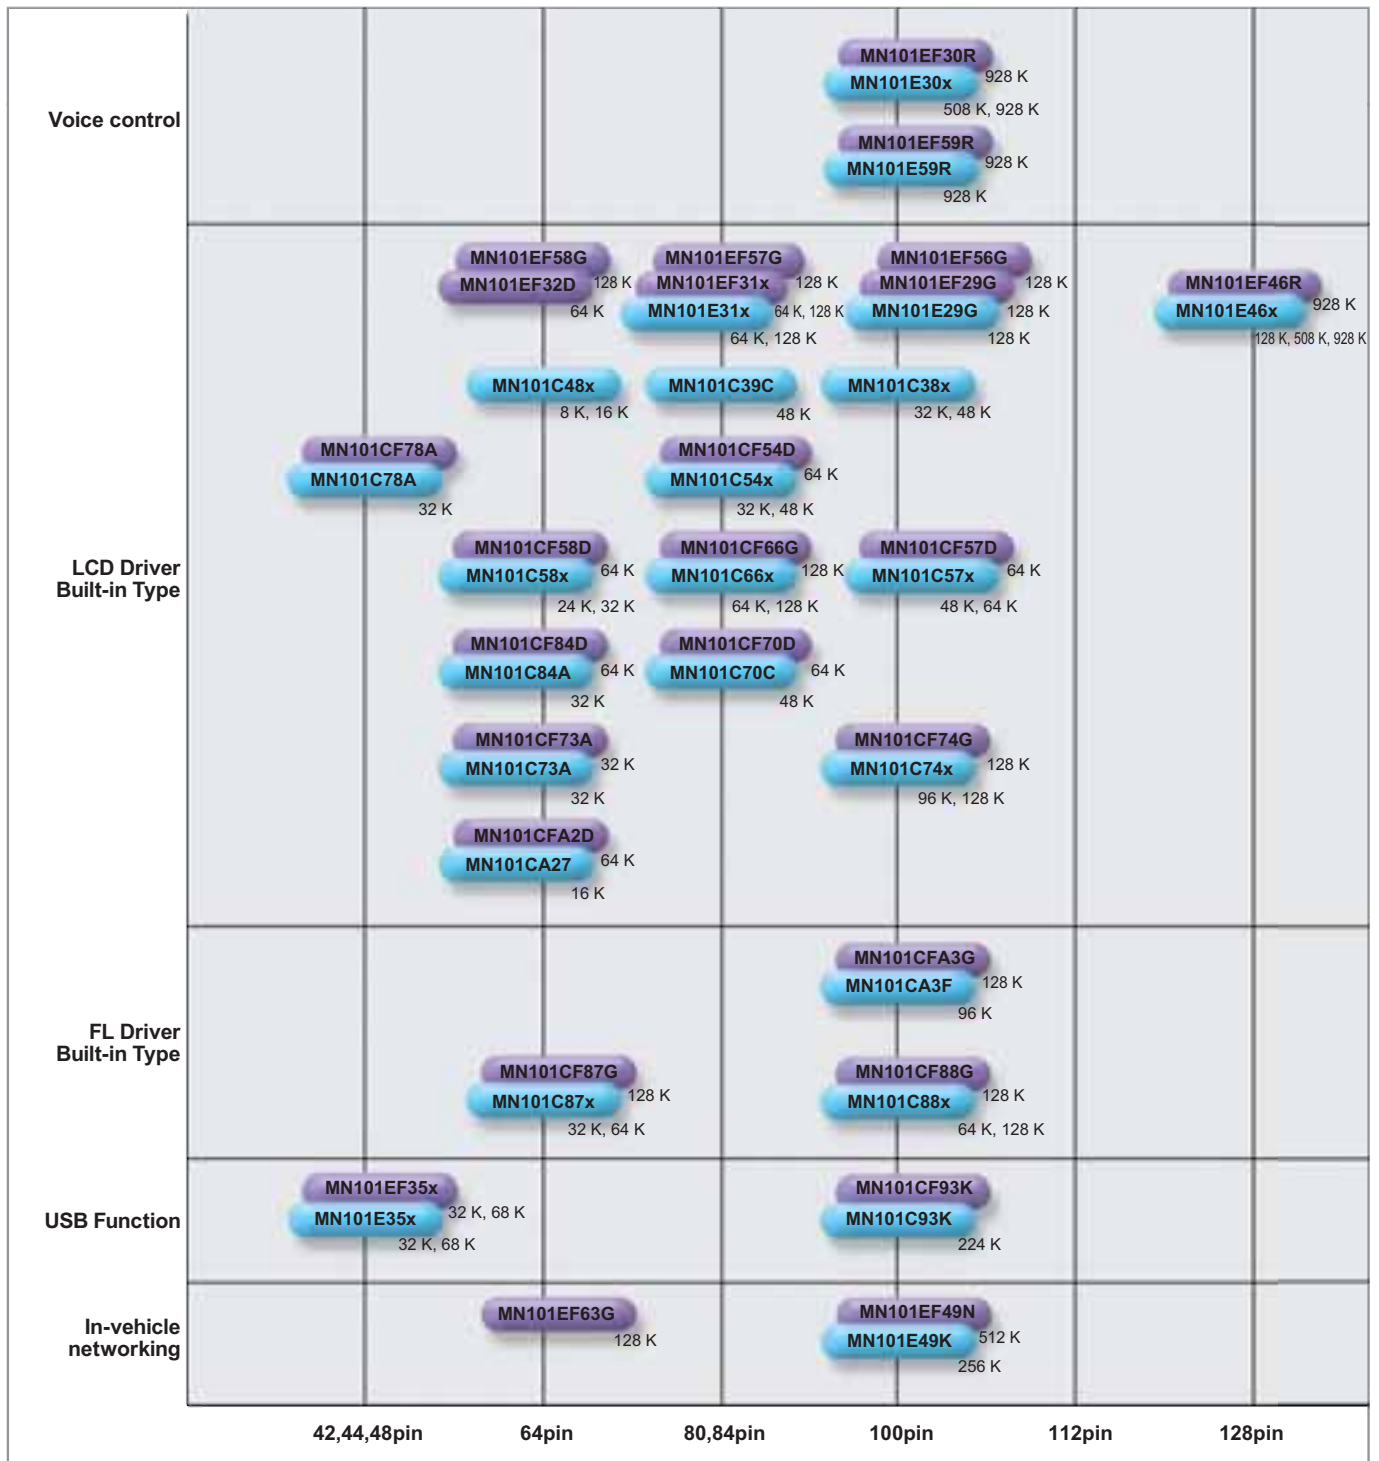 Voice control
MN101EF30R
928 K
MN101E30x
508 K, 928 K
MN101EF59R
928 K
MN101E59R
928 K
LCD Driver
Built-in Type
MN101EF58G
128 K
MN101EF32D
64 K
MN101EF57G
128 K
MN101EF31x
64 K, 128 K
MN101E31x
64 K, 128 K
MN101EF56G
128 K
MN101EF29G
128 K
MN101E29G
128 K
MN101EF46R
928 K
MN101E46x
128 K, 508 K, 928 K
MN101C48x
8 K, 16 K
MN101C39C
48 K
MN101C38x
32 K, 48 K
MN101CF78A
MN101C78A
32 K
MN101CF54D
64 K
MN101C54x
32 K, 48 K
MN101CF58D
64 K
MN101C58x
24 K, 32 K
MN101CF66G
128 K
MN101C66x
64 K, 128 K
MN101CF57D
64 K
MN101C57x
48 K, 64 K
MN101CF84D
64 K
MN101C84A
32 K
MN101CF70D
64 K
MN101C70C
48 K
MN101CF73A
32 K
MN101C73A
32 K
MN101CF74G
128 K
MN101C74x
96 K, 128 K
MN101CFA2D
64 K
MN101CA27
16 K
FL Driver
Built-in Type
MN101CFA3G
128 K
MN101CA3F
96 K
MN101CF87G
128 K
MN101C87x
32 K, 64 K
MN101CF88G
128 K
MN101C88x
64 K, 128 K
USB Function
MN101EF35x
32 K, 68 K
MN101E35x
32 K, 68 K
MN101CF93K
MN101C93K
224 K
In-vehicle
networking
MN101EF63G
128 K
MN101EF49N
512 K
MN101E49K
256 K
42,44,48pin
64pin
80,84pin
100pin
112pin
128pin